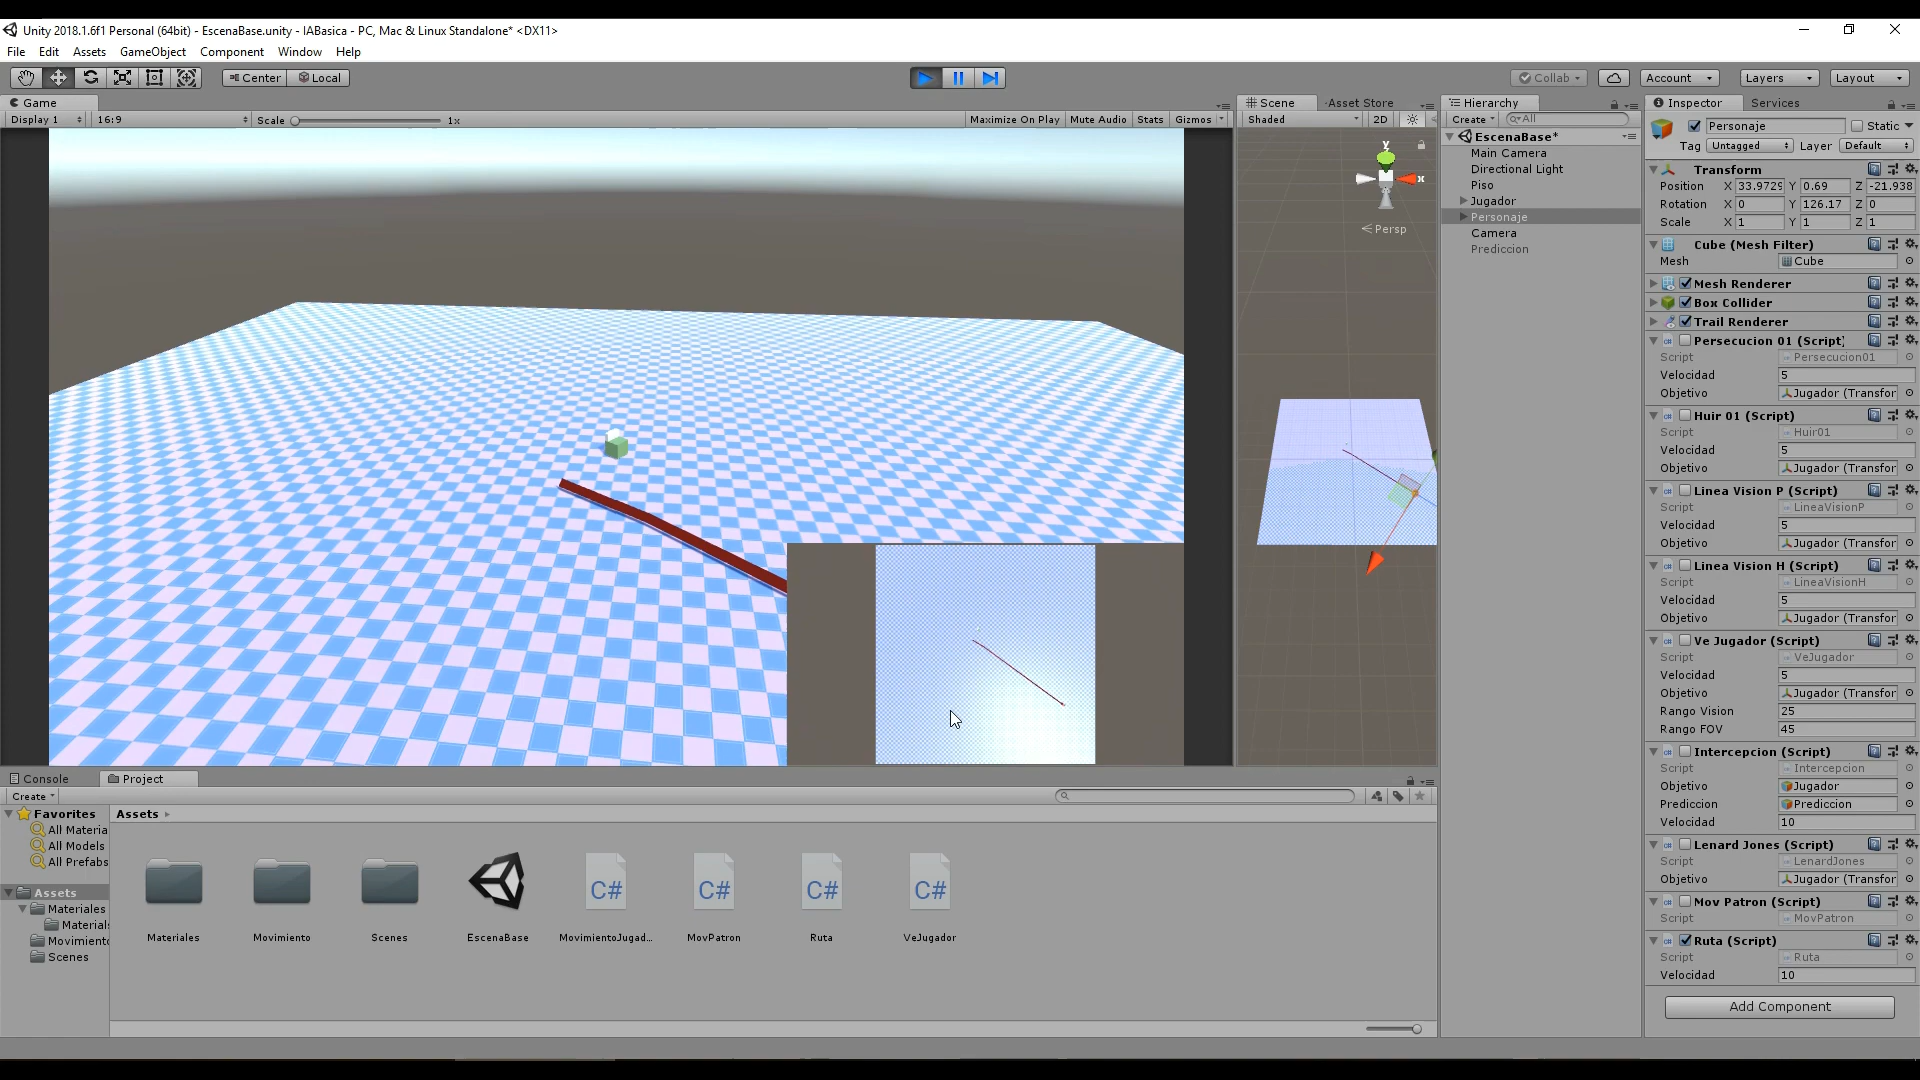 Unity 2018.1.6f1 Personal (64bit) - EscenaBase.unity - IABasica - PC, Mac & Linux Standalone* <DX11>
File Edit Assets GameObject Component Window Help
Center Local
Collab Account Layers Layout
Game
Display 1 16:9 Scale 1x Maximize On Play Mute Audio Stats Gizmos
Scene Asset Store
Shaded 2D
y
x
Persp
Hierarchy
Create All
EscenaBase*
Main Camera
Directional Light
Piso
Jugador
Personaje
Camera
Prediccion
Inspector Services
Personaje Static
Tag Untagged Layer Default
Transform
Position X 33.9729 Y 0.69 Z -21.938
Rotation X 0 Y 126.17 Z 0
Scale X 1 Y 1 Z 1
Cube (Mesh Filter)
Mesh Cube
Mesh Renderer
Box Collider
Trail Renderer
Persecucion 01 (Script)
Script Persecucion01
Velocidad 5
Objetivo Jugador (Transfor
Huir 01 (Script)
Script Huir01
Velocidad 5
Objetivo Jugador (Transfor
Linea Vision P (Script)
Script LineaVisionP
Velocidad 5
Objetivo Jugador (Transfor
Linea Vision H (Script)
Script LineaVisionH
Velocidad 5
Objetivo Jugador (Transfor
Ve Jugador (Script)
Script VeJugador
Velocidad 5
Objetivo Jugador (Transfor
Rango Vision 25
Rango FOV 45
Intercepcion (Script)
Script Intercepcion
Objetivo Jugador
Prediccion Prediccion
Velocidad 10
Lenard Jones (Script)
Script LenardJones
Objetivo Jugador (Transfor
Mov Patron (Script)
Script MovPatron
Ruta (Script)
Script Ruta
Velocidad 10
Add Component
Console Project
Create
Favorites
All Materia
All Models
All Prefabs
Assets
Materiales
Materials
Movimiento
Scenes
Assets
C# C# C# C#
Materiales Movimiento Scenes EscenaBase MovimientoJugad... MovPatron Ruta VeJugador